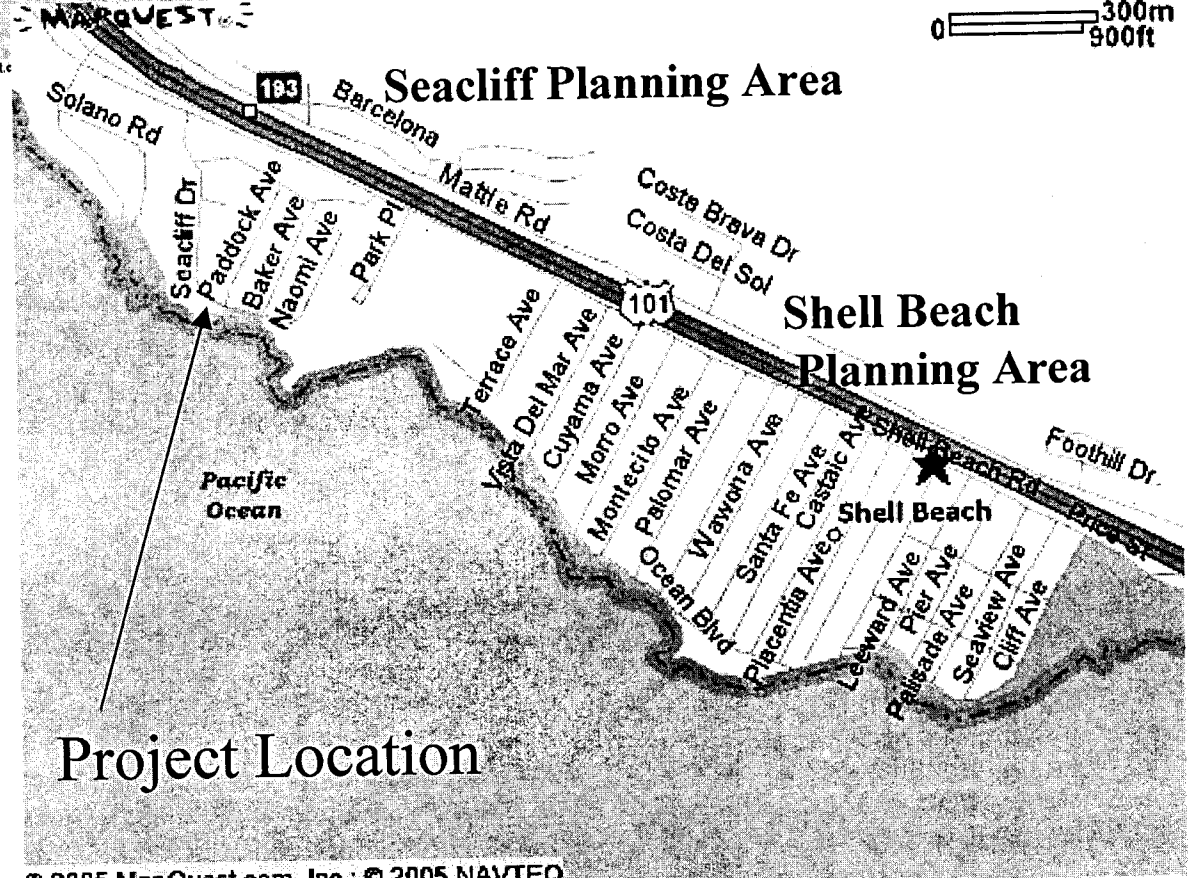 MARQUEST
0
300m
900ft
193
Seacliff Planning Area
Solano Rd
Barcelona
Mattie Rd
Costa Brava Dr
Costa Del Sol
Seacliff Dr
Paddock Ave
Baker Ave
Naomi Ave
Park Pl
101
Shell Beach
Planning Area
Terrace Ave
Vista Del Mar Ave
Cuyama Ave
Morro Ave
Montecito Ave
Palomar Ave
Wawona Ave
Santa Fe Ave
Castaic Ave
Shell Beach Rd
Foothill Dr
Price St
Pacific
Ocean
Shell Beach
Ocean Blvd
Placentia Ave
Leeward Ave
Pier Ave
Palisade Ave
Seaview Ave
Cliff Ave
Project Location
© 2005 MapQuest.com, Inc.; © 2005 NAVTEQ